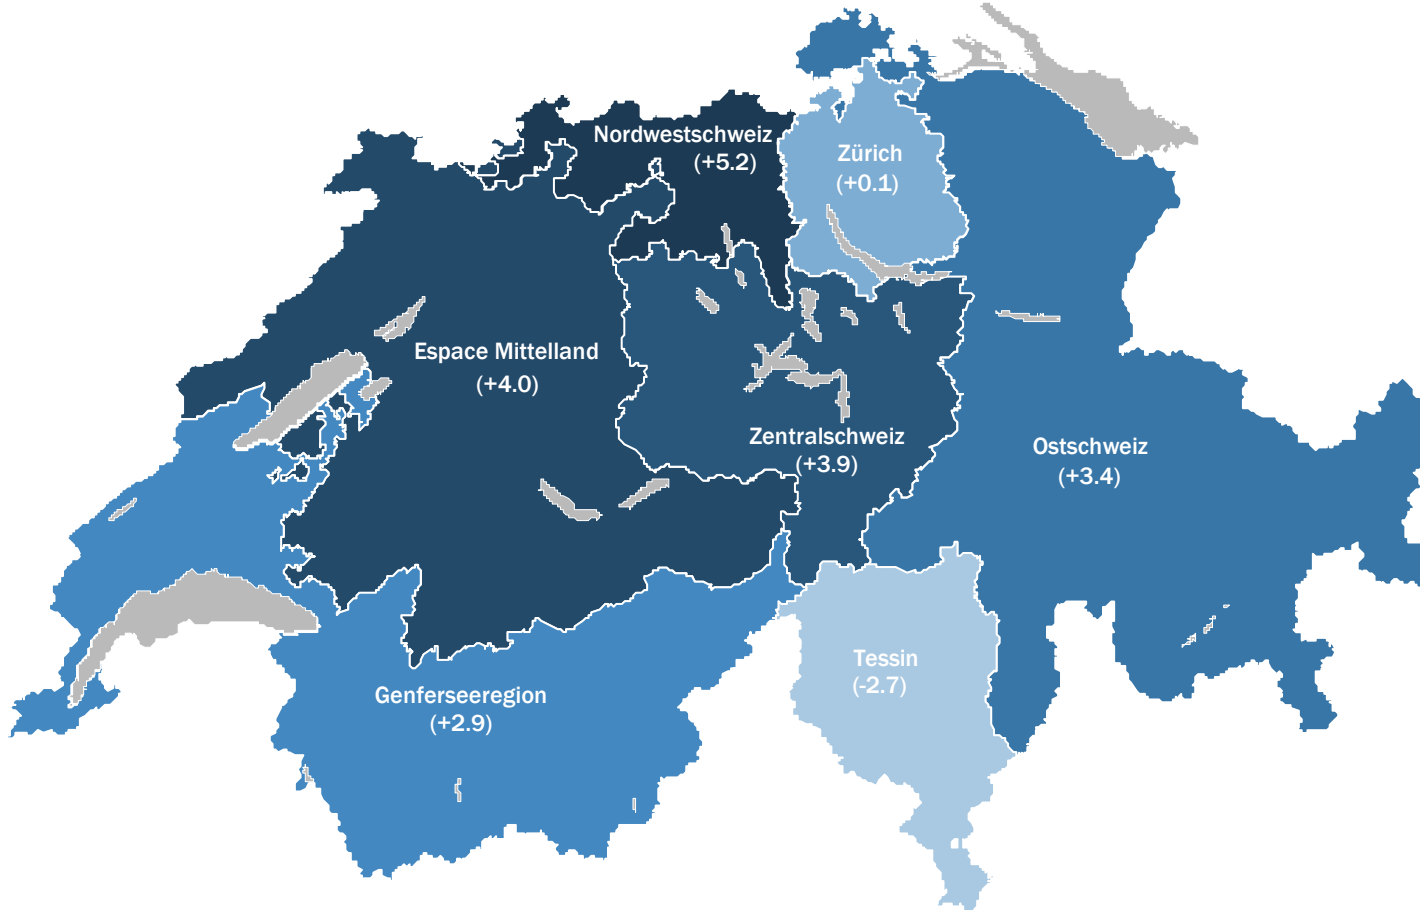 Nordwestschweiz
(+5.2)
Zürich
(+0.1)
Espace Mittelland
(+4.0)
Zentralschweiz
(+3.9)
Ostschweiz
(+3.4)
Genferseeregion
(+2.9)
Tessin
(-2.7)